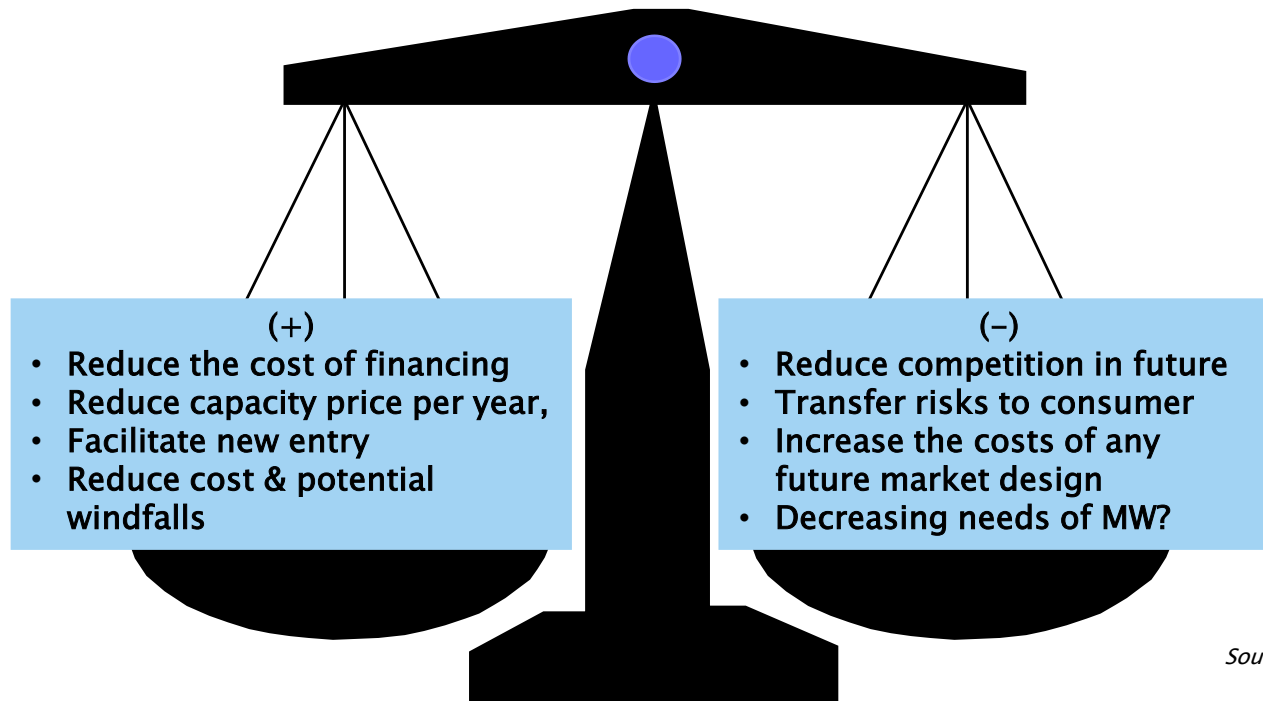 (+)
• Reduce the cost of financing
• Reduce capacity price per year,
• Facilitate new entry
• Reduce cost & potential
windfalls
(–)
• Reduce competition in future
• Transfer risks to consumer
• Increase the costs of any
future market design
• Decreasing needs of MW?
Sou